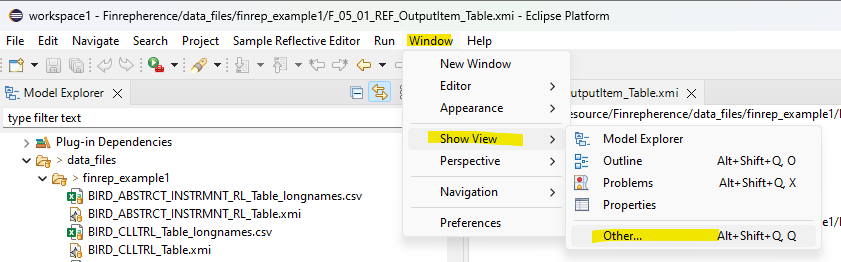 workspace1 - Finrepherence/data_files/finrep_example1/F_05_01_REF_OutputItem_Table.xmi - Eclipse Platform
File Edit Navigate Search Project Sample Reflective Editor Run Window Help
New Window
Model Explorer
Editor
utputItem_Table.xmi
type filter text
Appearance
esource/Finrepherence/data_files/finrep_example1/
Plug-in Dependencies
Show View
Model Explorer
data_files
Perspective
Outline Alt+Shift+Q, O
finrep_example1
Problems Alt+Shift+Q, X
BIRD_ABSTRCT_INSTRMNT_RL_Table_longnames.csv
Navigation
Properties
BIRD_ABSTRCT_INSTRMNT_RL_Table.xmi
Preferences
BIRD_CLLTRL_Table_longnames.csv
Other... Alt+Shift+Q, Q
BIRD_CLLTRL_Table.xmi